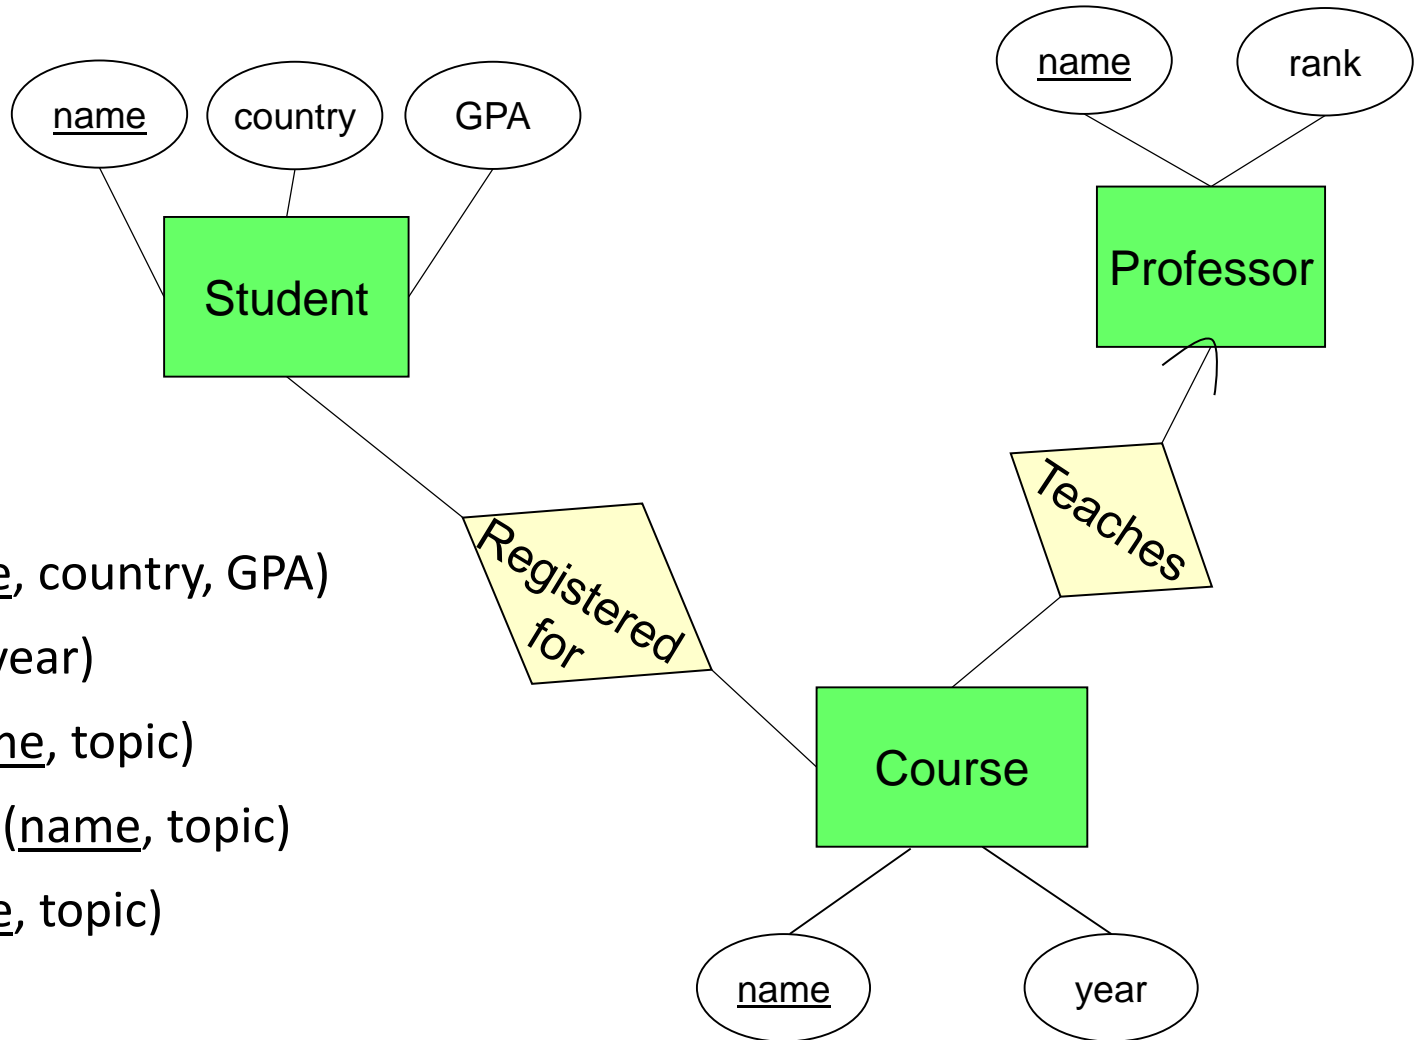 name rank
name country GPA
Professor
Student
Teaches
Registered
for
, country, GPA)
year)
, topic)
(name, topic)
, topic)
Course
name year